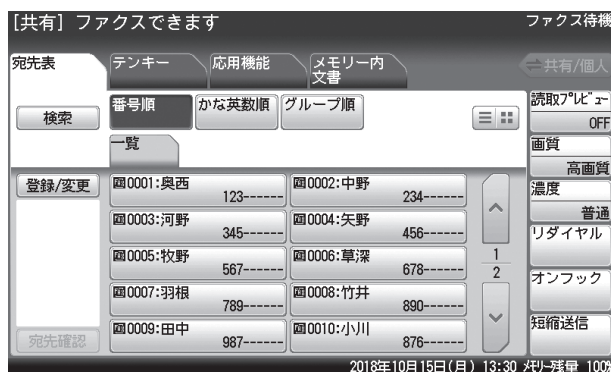 [共有] ファクスできます
ファクス待機
宛先表
テンキー
応用機能
メモリー内
文書
共有/個人
検索
番号順
かな英数順
グループ順
一覧
登録/変更
0001:奥西
123------
0002:中野
234------
0003:河野
345------
0004:矢野
456------
0005:牧野
567------
0006:草深
678------
0007:羽根
789------
0008:竹井
890------
0009:田中
987------
0010:小川
876------
1
2
宛先確認
読取プレビュー
OFF
画質
高画質
濃度
普通
リダイヤル
オンフック
短縮送信
2018年10月15日(月) 13:30 メモリー残量 100%